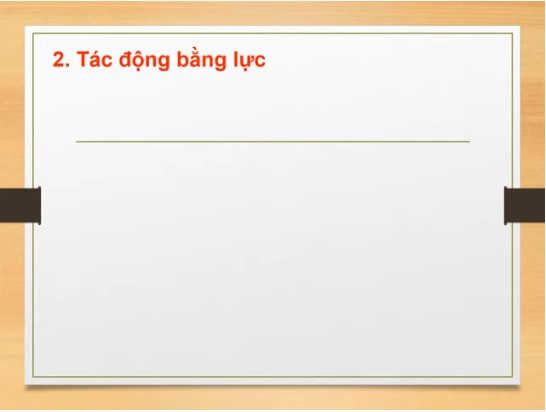 2. Tác động bằng lực